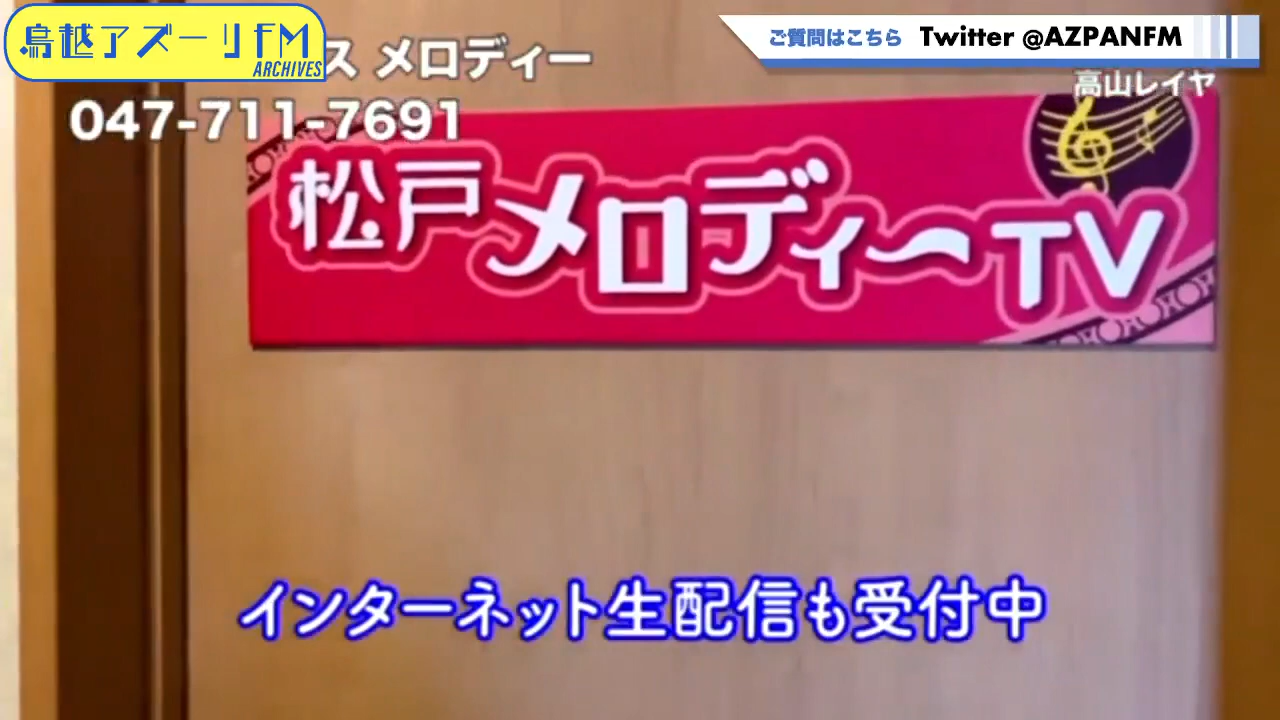 鳥越アズーリFM
ARCHIVES
ご質問はこちら Twitter @AZPANFM
ス メロディー
高山レイヤ
047-711-7691
松戸メロディーTV
インターネット生配信も受付中